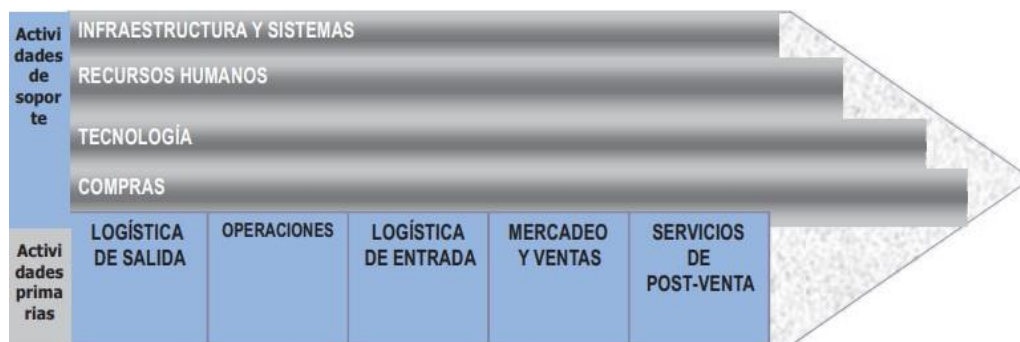 Activi
dades
de
sopor
te
INFRAESTRUCTURA Y SISTEMAS
RECURSOS HUMANOS
TECNOLOGÍA
COMPRAS
Activi
dades
prima
rias
LOGÍSTICA
DE SALIDA
OPERACIONES
LOGÍSTICA
DE ENTRADA
MERCADEO
Y VENTAS
SERVICIOS
DE
POST-VENTA